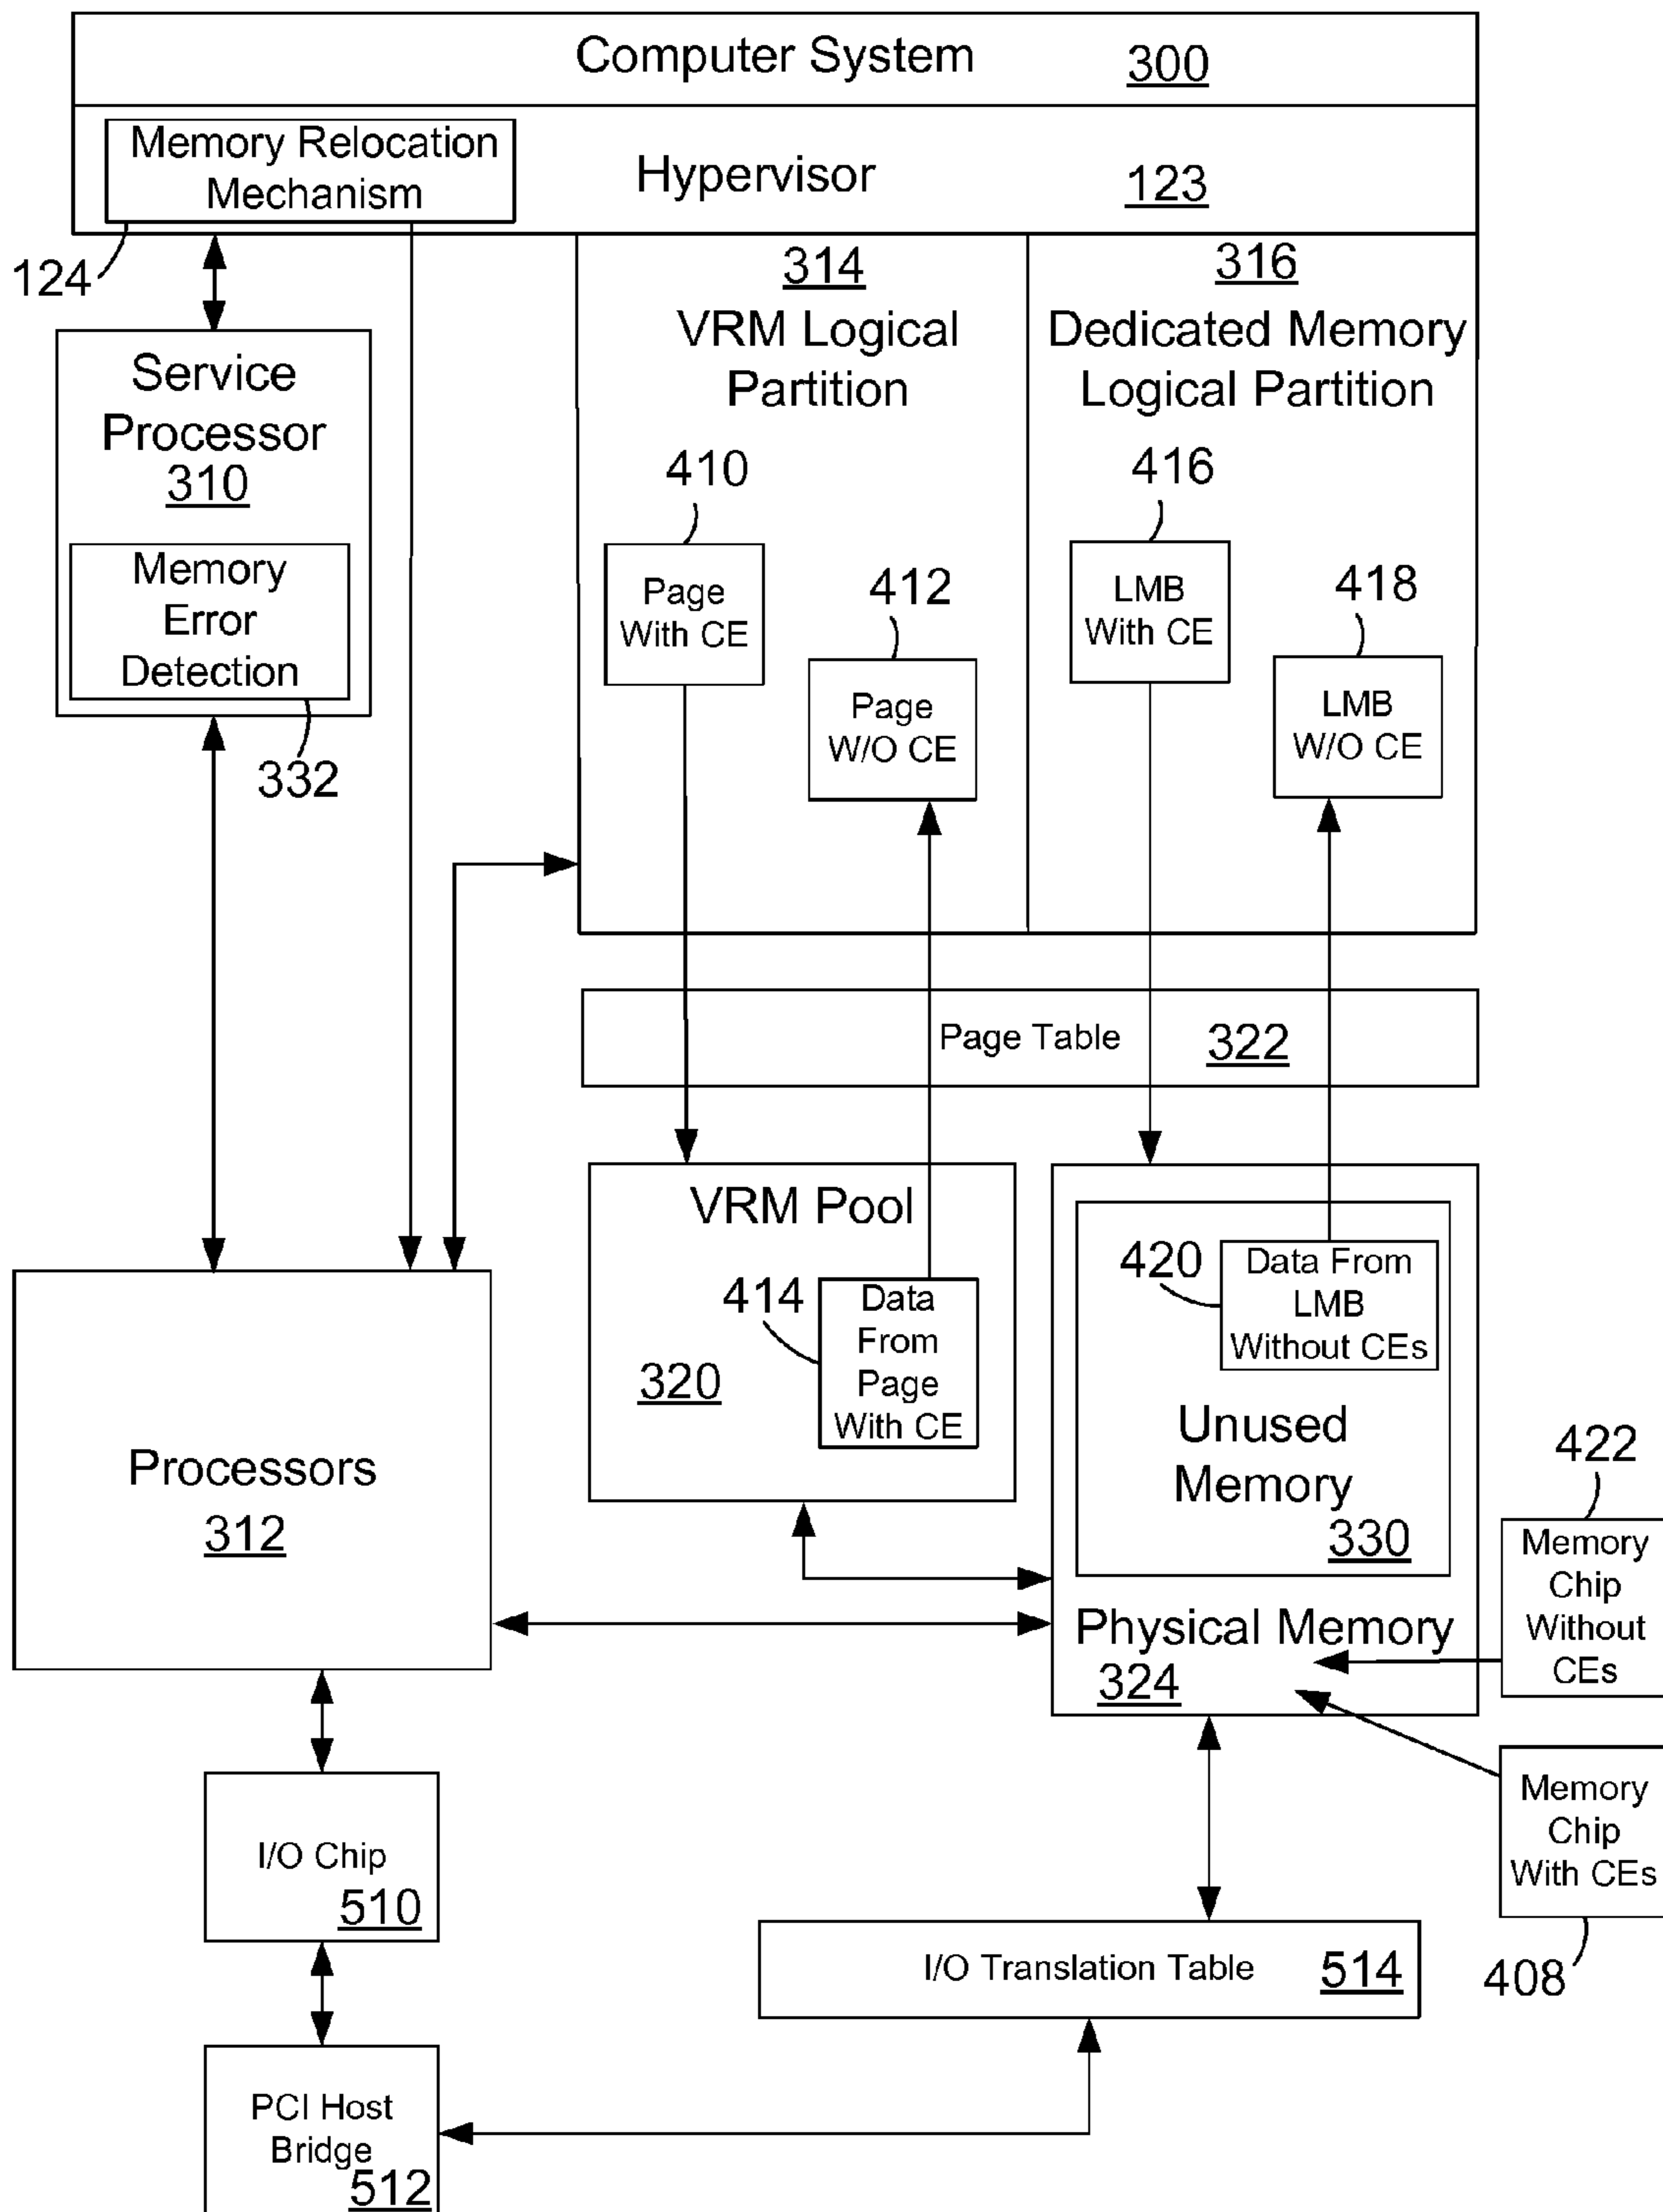 Computer System 300
Memory Relocation
Mechanism
Hypervisor 123
124
314
VRM Logical
Partition
316
Dedicated Memory
Logical Partition
Service
Processor
310
Memory
Error
Detection
332
410
Page
With CE
412
Page
W/O CE
416
LMB
With CE
418
LMB
W/O CE
Page Table 322
VRM Pool
414
320
Data
From
Page
With CE
420
Data From
LMB
Without CEs
Unused
Memory
330
Physical Memory
324
422
Memory
Chip
Without
CEs
Memory
Chip
With CEs
408
Processors
312
I/O Chip
510
I/O Translation Table 514
PCI Host
Bridge
512